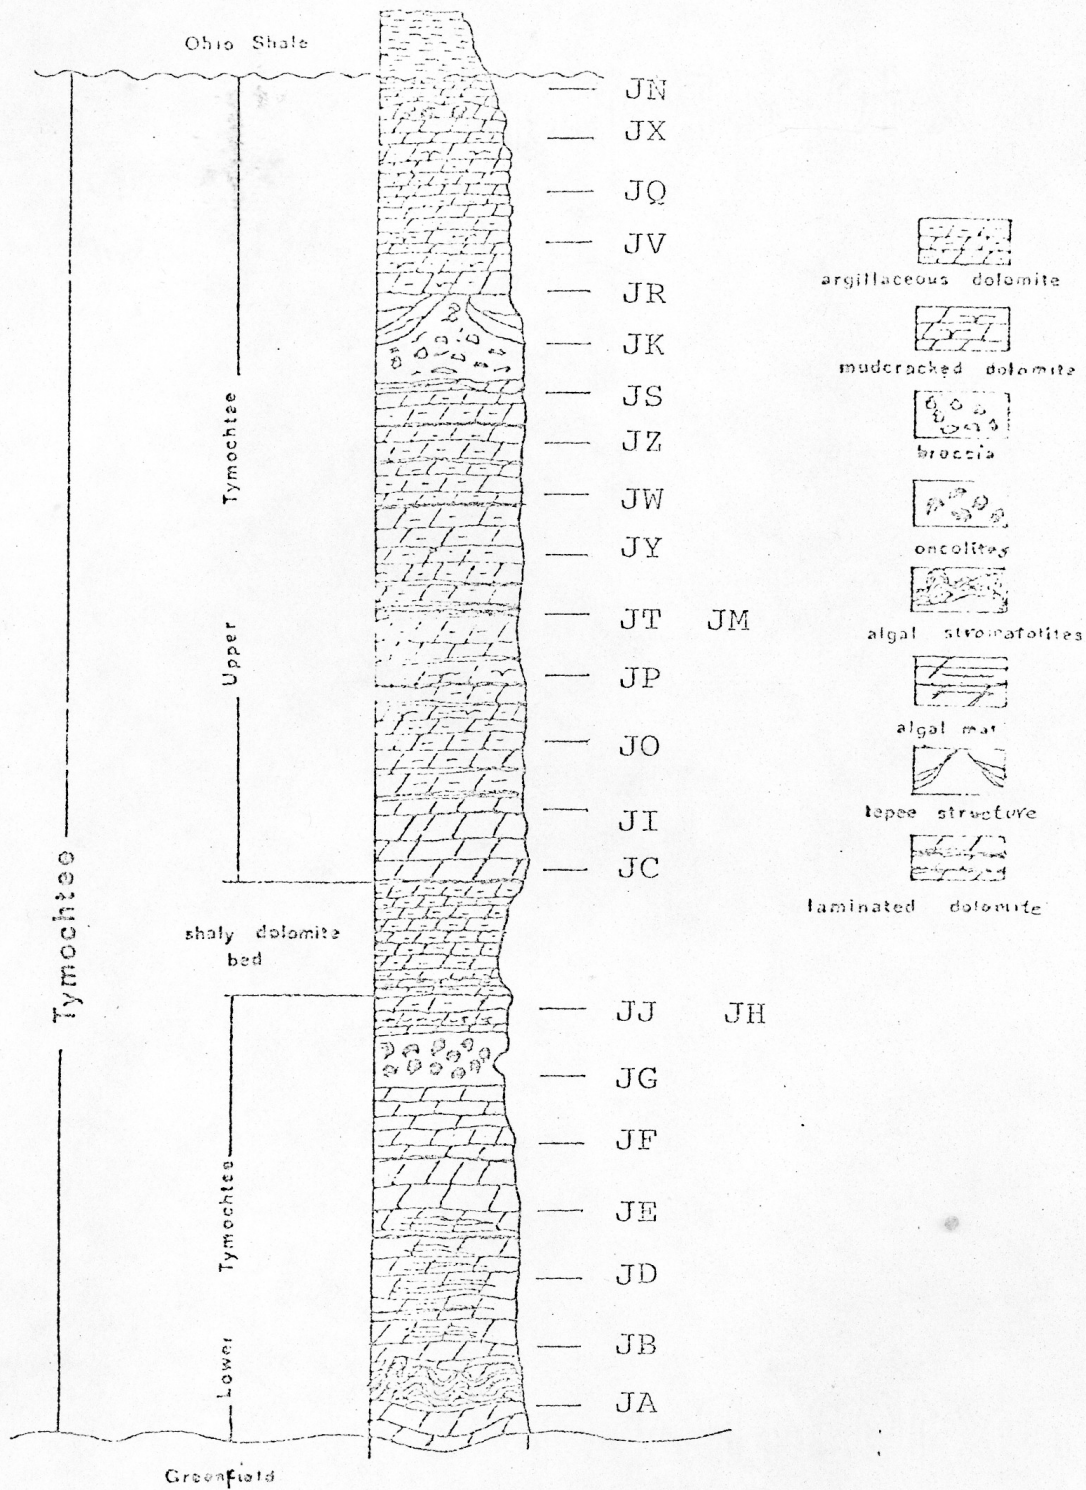 Ohio Shale
Tymochtee
Upper Tymochtee
shaly dolomite
bed
Lower Tymochtee
Greenfield
JN
JX
JQ
JV
JR
JK
JS
JZ
JW
JY
JT JM
JP
JO
JI
JC
JJ JH
JG
JF
JE
JD
JB
JA
argillaceous dolomite
mudcracked dolomite
breccia
oncolites
algal stromatolites
algal mat
tepee structure
laminated dolomite